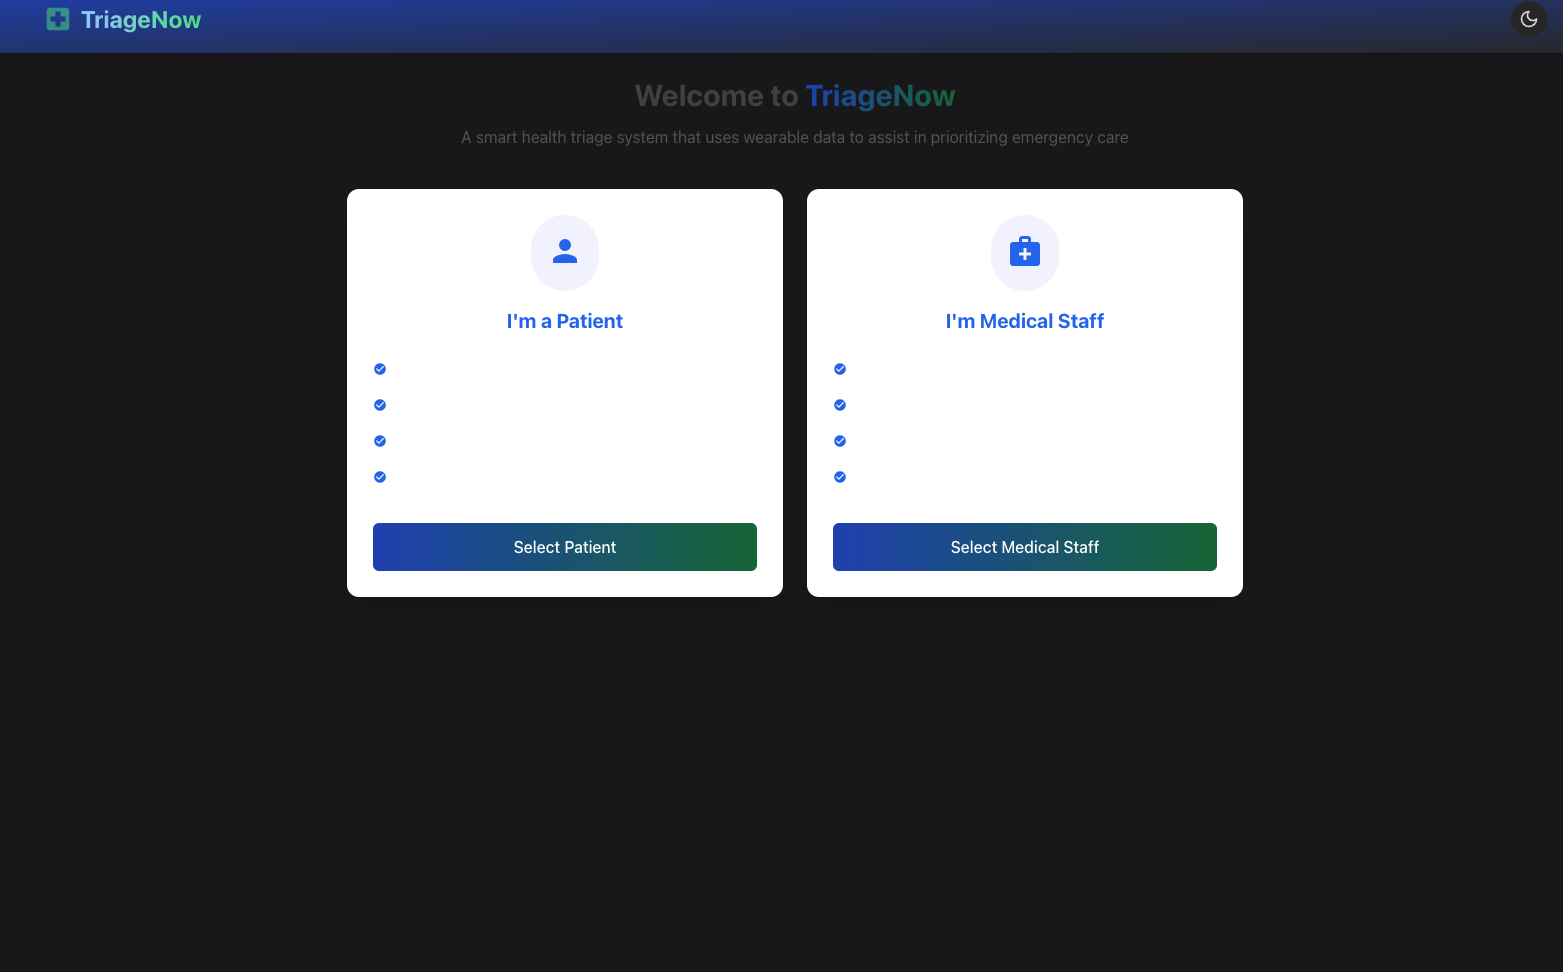 TriageNow
Welcome to TriageNow
A smart health triage system that uses wearable data to assist in prioritizing emergency care
I'm a Patient
Select Patient
I'm Medical Staff
Select Medical Staff